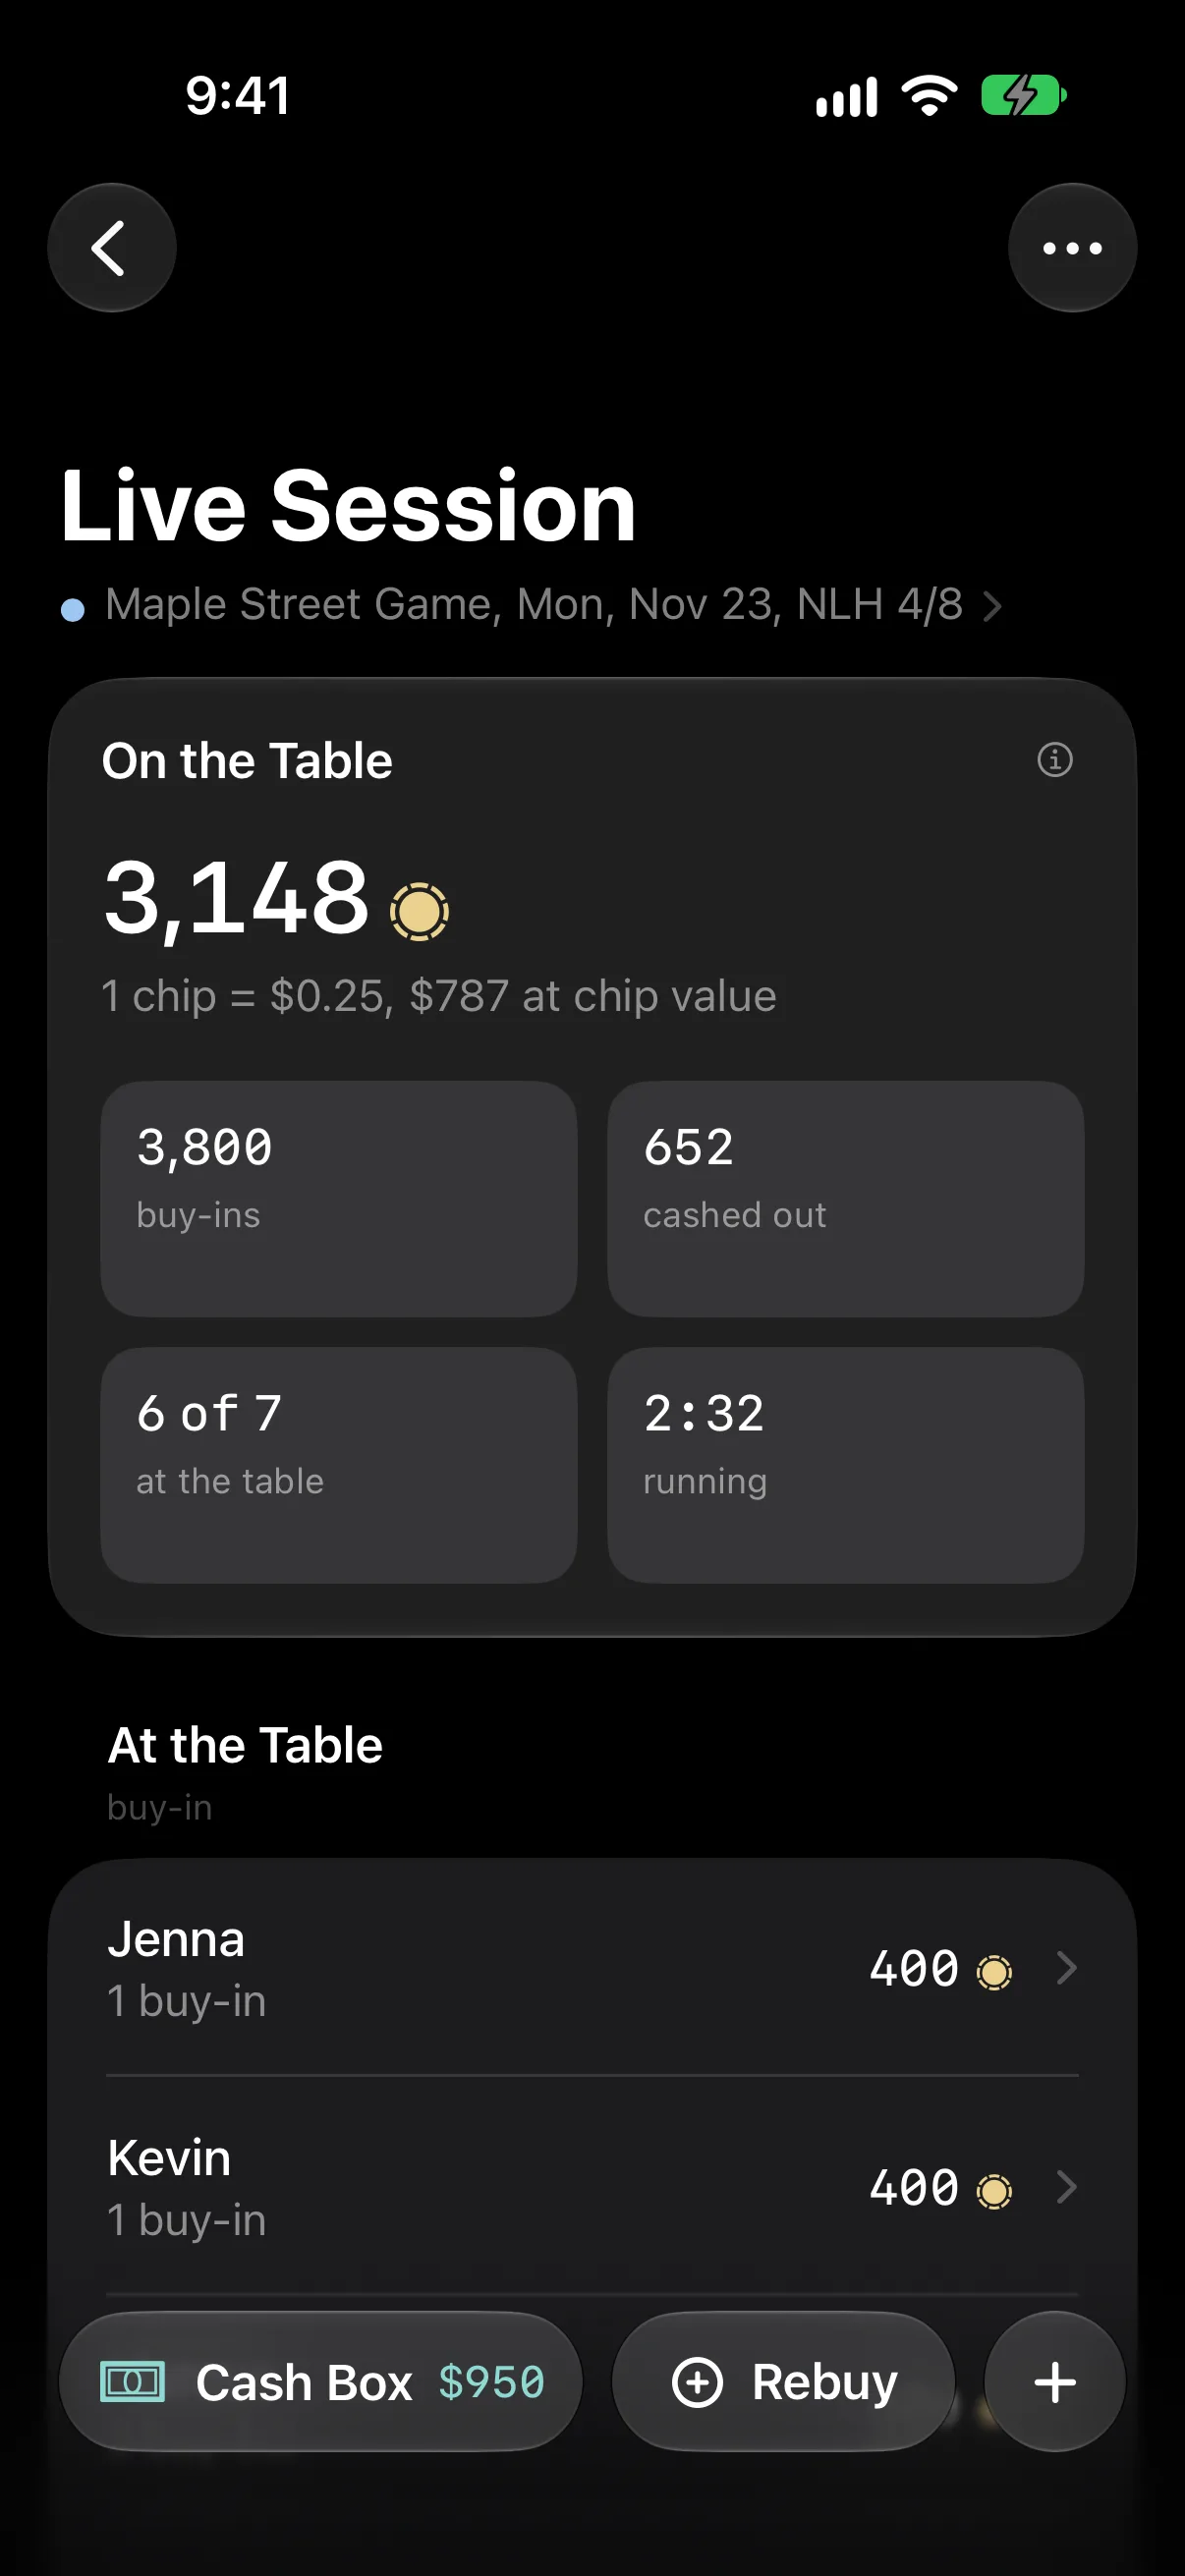 9:41
Live Session
Maple Street Game, Mon, Nov 23, NLH 4/8
On the Table
3,148
1 chip = $0.25, $787 at chip value
3,800
buy-ins
652
cashed out
6 of 7
at the table
2:32
running
At the Table
buy-in
Jenna
1 buy-in
400
Kevin
1 buy-in
400
Cash Box $950
Rebuy